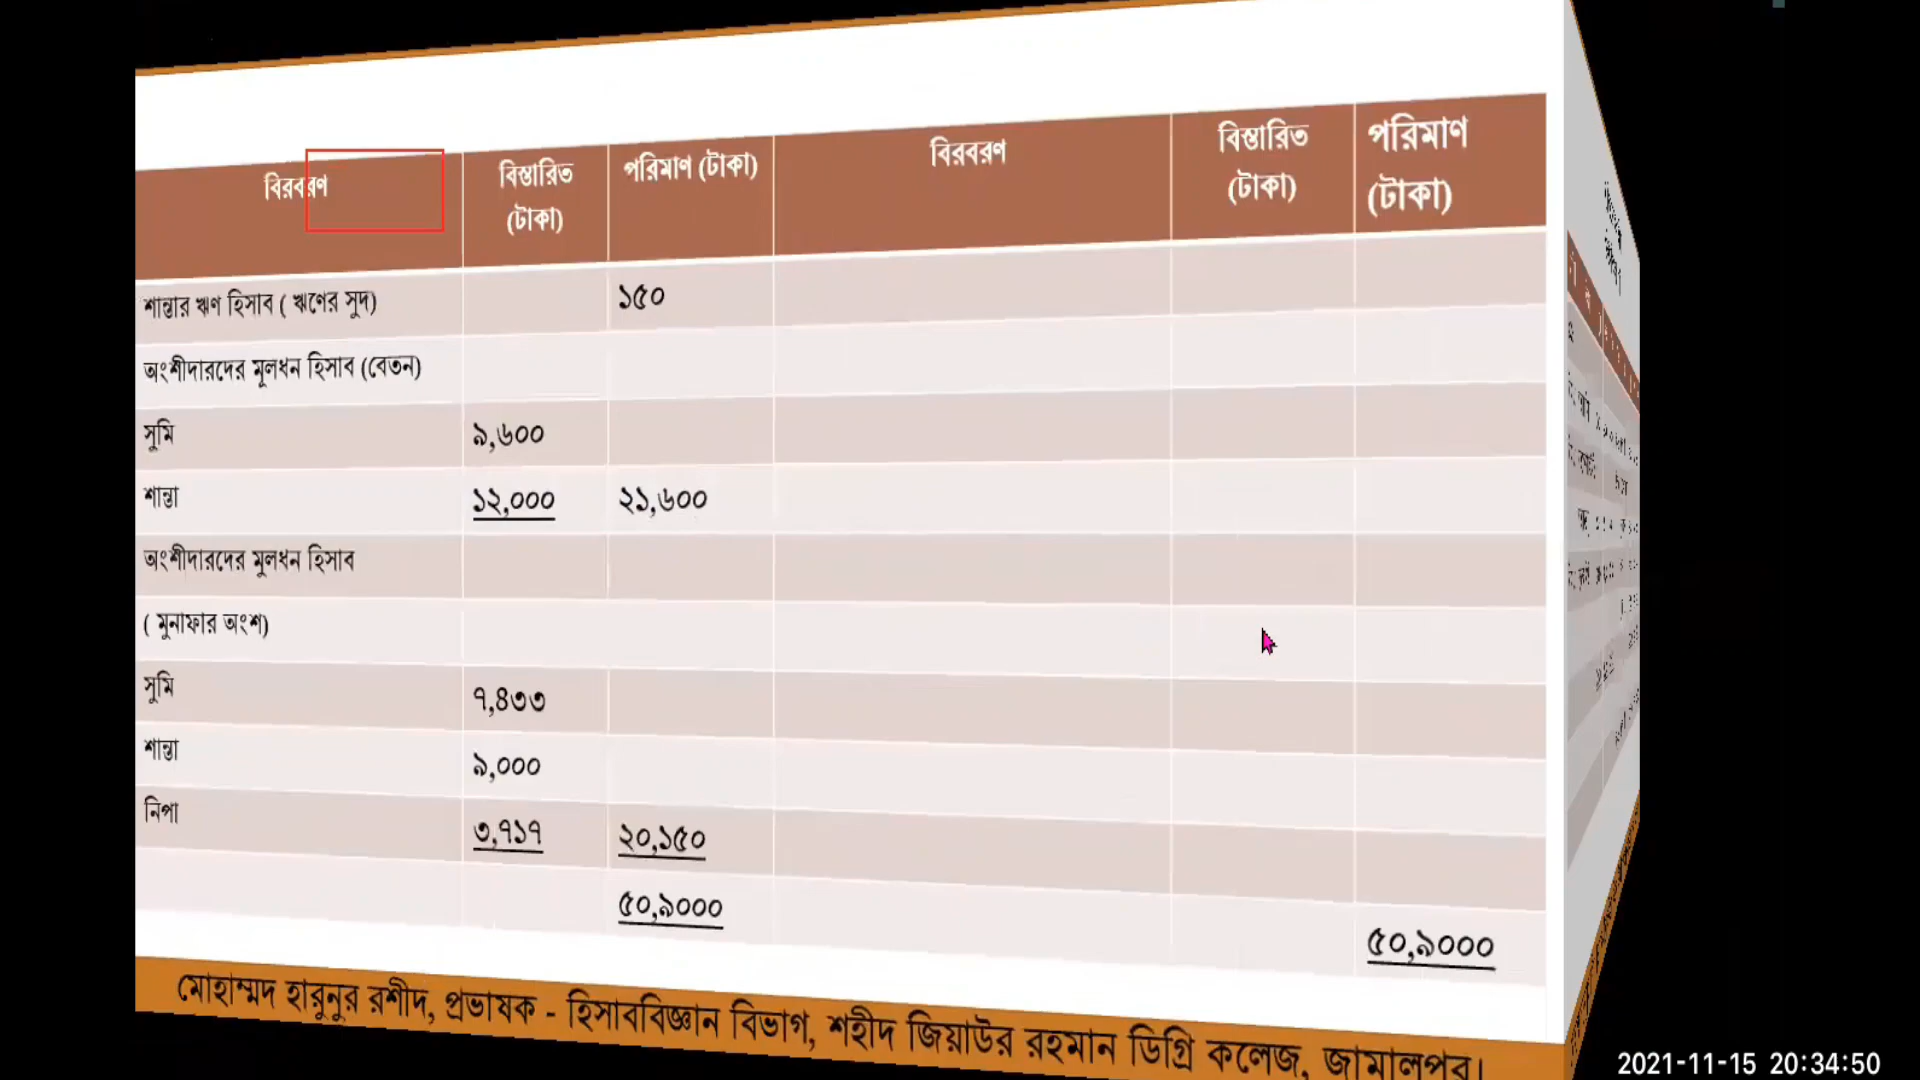 বিরবরণ বিস্তারিত (টাকা) পরিমাণ (টাকা) বিরবরণ বিস্তারিত (টাকা) পরিমাণ (টাকা)
শান্তার ঋণ হিসাব ( ঋণের সুদ) ১৫০
অংশীদারদের মূলধন হিসাব (বেতন)
সুমি ৯,৬০০
শান্তা ১২,০০০ ২১,৬০০
অংশীদারদের মুলধন হিসাব
( মুনাফার অংশ)
সুমি ৭,৪৩৩
শান্তা ৯,০০০
নিপা ৩,৭১৭ ২০,১৫০
৫০,৯০০০ ৫০,৯০০০
মোহাম্মদ হারুনুর রশীদ, প্রভাষক - হিসাববিজ্ঞান বিভাগ, শহীদ জিয়াউর রহমান ডিগ্রি কলেজ, জামালপুর।
2021-11-15 20:34:50